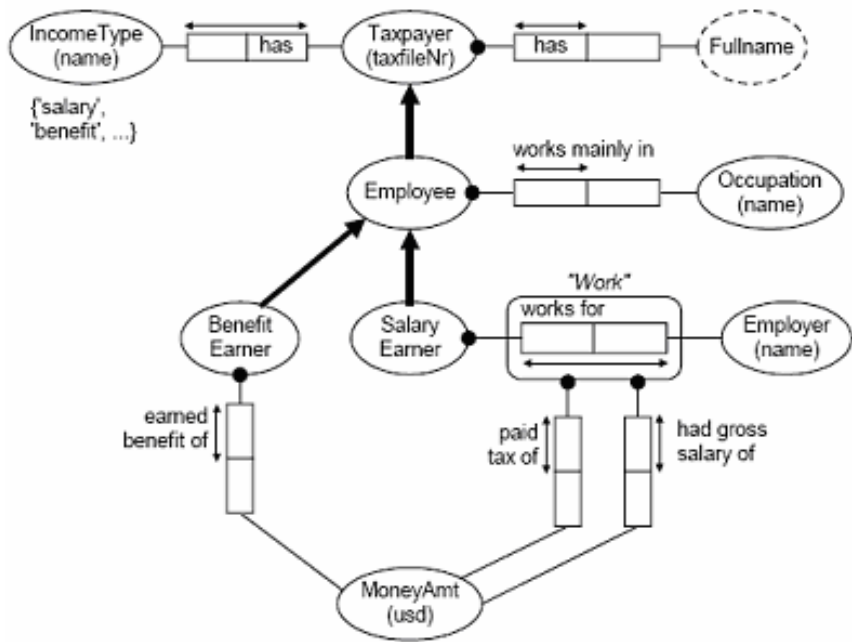 IncomeType
(name)
has
Taxpayer
(taxfileNr)
has
Fullname
{'salary',
'benefit', ...}
works mainly in
Employee
Occupation
(name)
"Work"
works for
Benefit
Earner
Salary
Earner
Employer
(name)
earned
benefit of
paid
tax of
had gross
salary of
MoneyAmt
(usd)